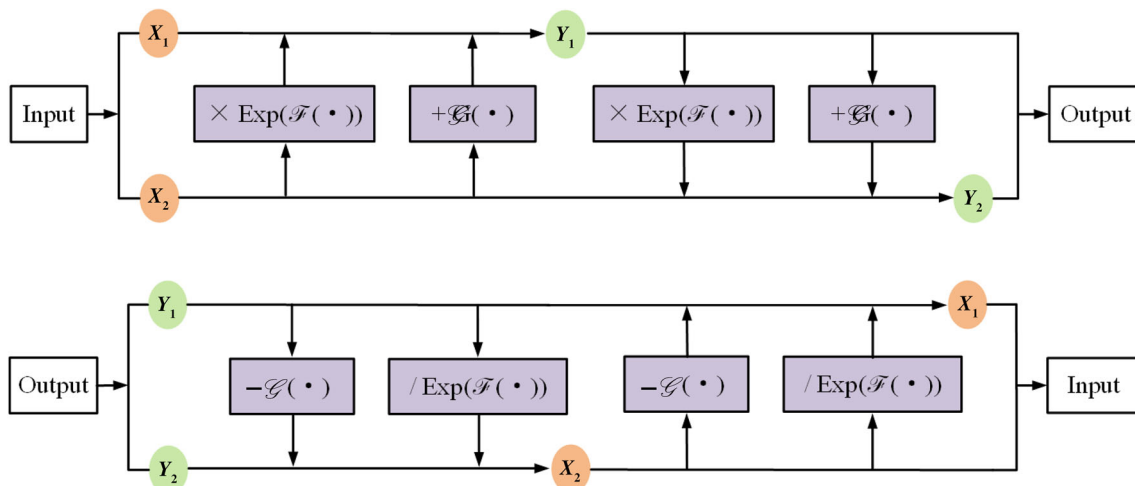 X₁
Y₁
Input
× Exp(ℱ(•))
+𝒢(•)
× Exp(ℱ(•))
+𝒢(•)
Output
X₂
Y₂
Y₁
X₁
Output
−𝒢(•)
/ Exp(ℱ(•))
−𝒢(•)
/ Exp(ℱ(•))
Input
Y₂
X₂